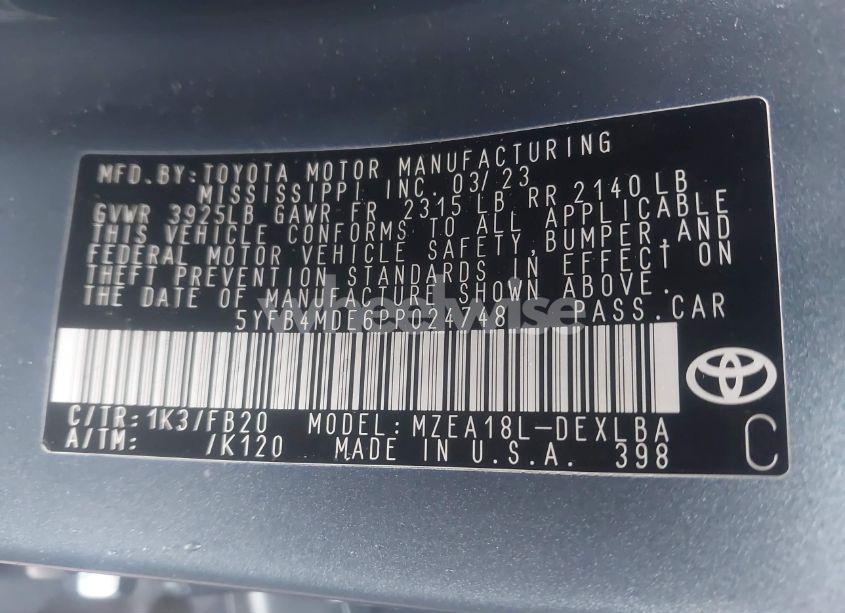 MFD.BY:TOYOTA MOTOR MANUFACTURING
MISSISSIPPI, INC. 03/23
GVWR 3925LB GAWR FR 2315 LB RR 2140 LB
THIS VEHICLE CONFORMS TO ALL APPLICABLE
FEDERAL MOTOR VEHICLE SAFETY,BUMPER,AND
THEFT PREVENTION STANDARDS IN EFFECT ON
THE DATE OF MANUFACTURE SHOWN ABOVE.
wheelwise
5YFB4MDE6PP024748 PASS.CAR
C/TR:1K3/FB20 MODEL:MZEA18L-DEXLBA
A/TM: /K120 MADE IN U.S.A. 398
C